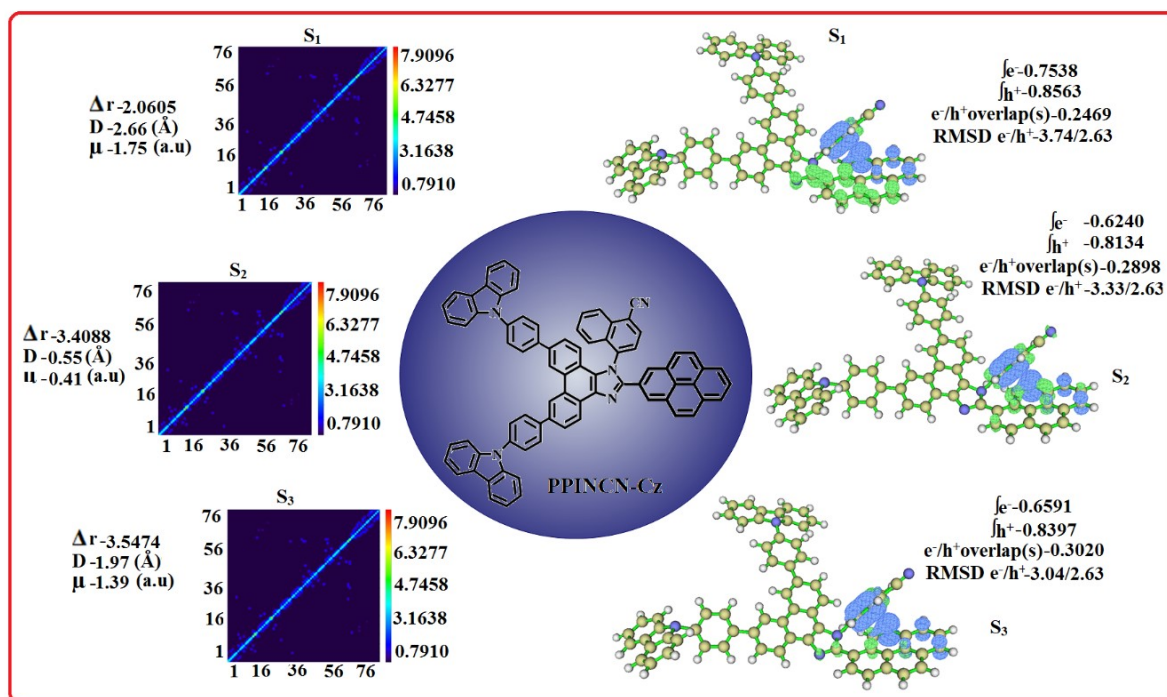 S1
76
56
36
16
1
1 16 36 56 76
7.9096
6.3277
4.7458
3.1638
0.7910
Δr -2.0605
D -2.66 (Å)
μ -1.75 (a.u)
S1
∫e- -0.7538
∫h+ -0.8563
e-/h+overlap(s)-0.2469
RMSD e-/h+-3.74/2.63
S2
76
56
36
16
1
1 16 36 56 76
7.9096
6.3277
4.7458
3.1638
0.7910
Δr -3.4088
D -0.55 (Å)
μ -0.41 (a.u)
CN
N
N
N
N
PPINCN-Cz
∫e- -0.6240
∫h+ -0.8134
e-/h+overlap(s)-0.2898
RMSD e-/h+ -3.33/2.63
S2
S3
76
56
36
16
1
1 16 36 56 76
7.9096
6.3277
4.7458
3.1638
0.7910
Δr -3.5474
D -1.97 (Å)
μ -1.39 (a.u)
∫e- -0.6591
∫h+ -0.8397
e-/h+overlap(s)-0.3020
RMSD e-/h+-3.04/2.63
S3